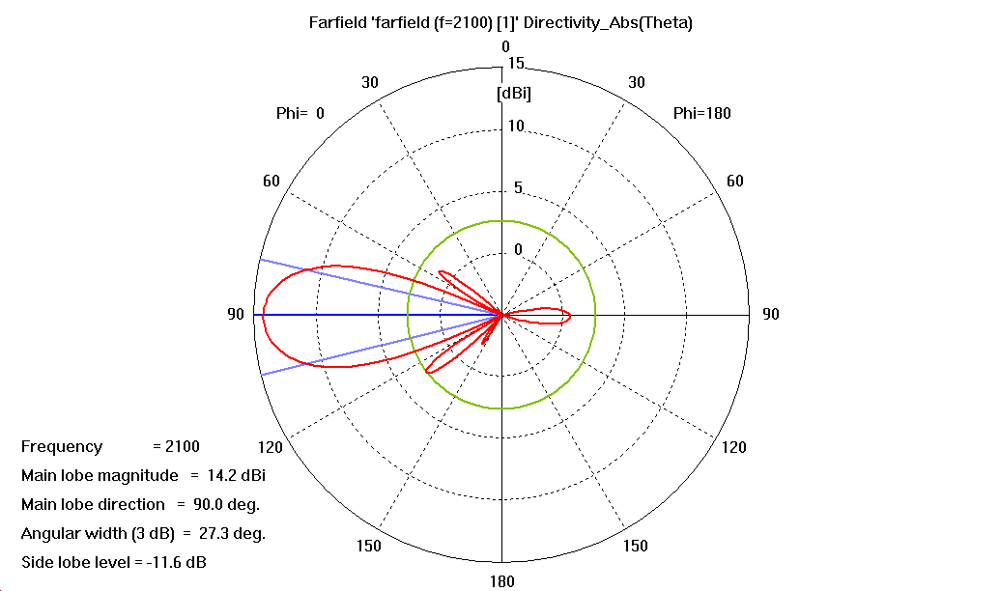 Farfield 'farfield (f=2100) [1]' Directivity_Abs(Theta)
0
15
30
30
[dBi]
Phi= 0
Phi=180
10
60
60
5
0
90
90
120
120
Frequency = 2100
Main lobe magnitude = 14.2 dBi
Main lobe direction = 90.0 deg.
Angular width (3 dB) = 27.3 deg.
150
150
Side lobe level = -11.6 dB
180